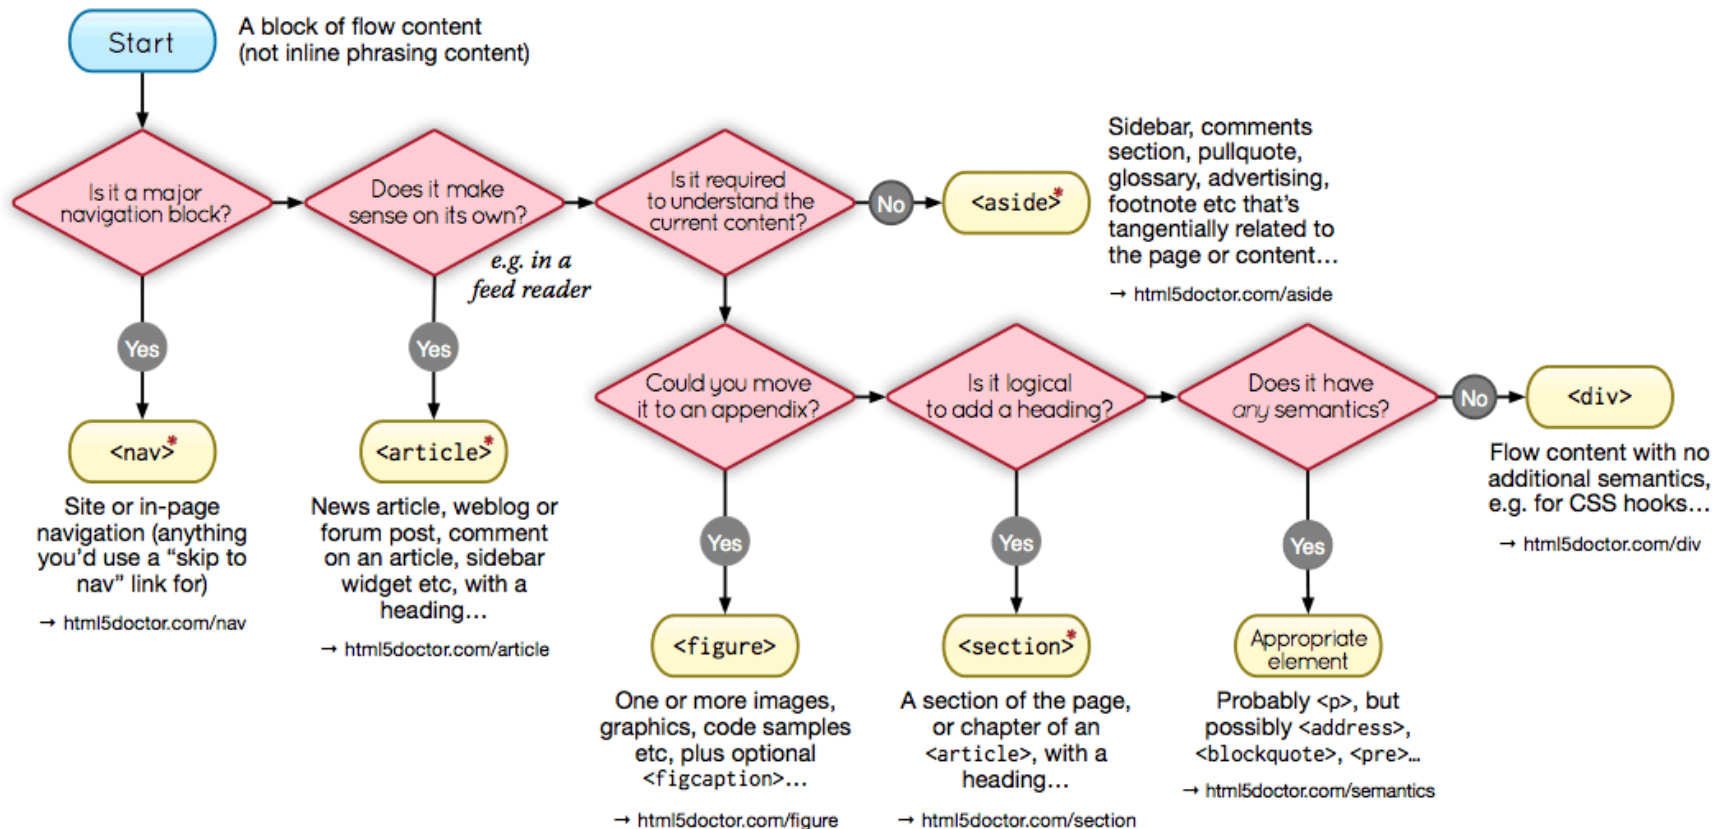 Start
A block of flow content
(not inline phrasing content)
Is it a major
navigation block?
Does it make
sense on its own?
e.g. in a
feed reader
Is it required
to understand the
current content?
No
<aside>*
Sidebar, comments
section, pullquote,
glossary, advertising,
footnote etc that's
tangentially related to
the page or content…
→ html5doctor.com/aside
Yes
<nav>*
Site or in-page
navigation (anything
you'd use a “skip to
nav” link for)
→ html5doctor.com/nav
Yes
<article>*
News article, weblog or
forum post, comment
on an article, sidebar
widget etc, with a
heading…
→ html5doctor.com/article
Could you move
it to an appendix?
Yes
<figure>
One or more images,
graphics, code samples
etc, plus optional
<figcaption>…
→ html5doctor.com/figure
Is it logical
to add a heading?
Yes
<section>*
A section of the page,
or chapter of an
<article>, with a
heading…
→ html5doctor.com/section
Does it have
any semantics?
Yes
Appropriate
element
Probably <p>, but
possibly <address>,
<blockquote>, <pre>…
→ html5doctor.com/semantics
No
<div>
Flow content with no
additional semantics,
e.g. for CSS hooks…
→ html5doctor.com/div